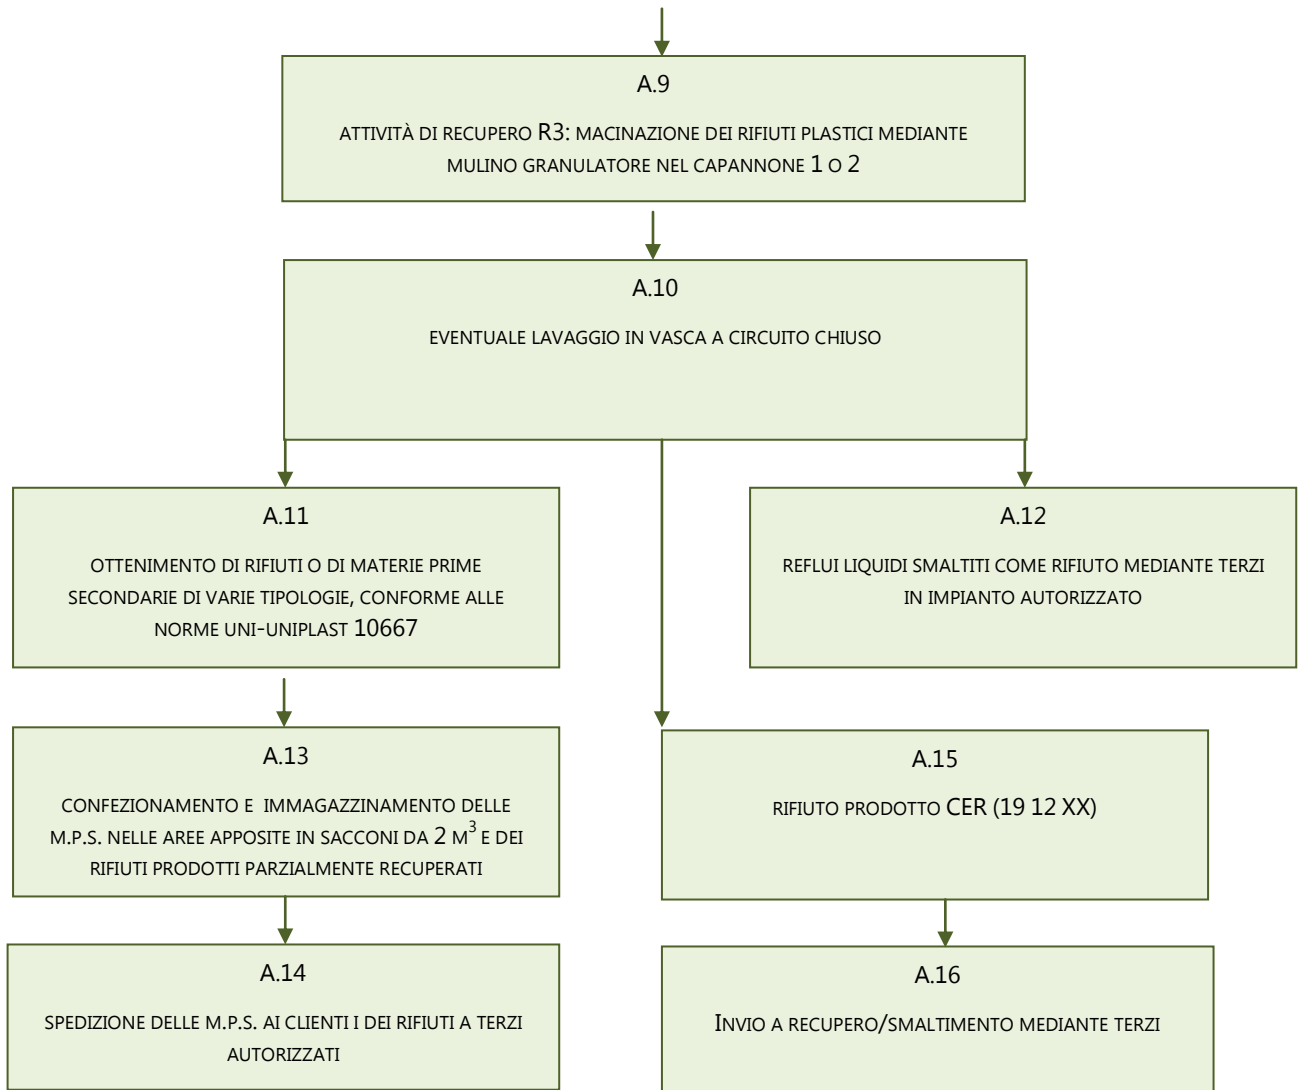 A.9
ATTIVITÀ DI RECUPERO R3: MACINAZIONE DEI RIFIUTI PLASTICI MEDIANTE
MULINO GRANULATORE NEL CAPANNONE 1 O 2
A.10
EVENTUALE LAVAGGIO IN VASCA A CIRCUITO CHIUSO
A.11
OTTENIMENTO DI RIFIUTI O DI MATERIE PRIME
SECONDARIE DI VARIE TIPOLOGIE, CONFORME ALLE
NORME UNI-UNIPLAST 10667
A.12
REFLUI LIQUIDI SMALTITI COME RIFIUTO MEDIANTE TERZI
IN IMPIANTO AUTORIZZATO
A.13
CONFEZIONAMENTO E IMMAGAZZINAMENTO DELLE
M.P.S. NELLE AREE APPOSITE IN SACCONI DA 2 M³ E DEI
RIFIUTI PRODOTTI PARZIALMENTE RECUPERATI
A.15
RIFIUTO PRODOTTO CER (19 12 XX)
A.14
SPEDIZIONE DELLE M.P.S. AI CLIENTI I DEI RIFIUTI A TERZI
AUTORIZZATI
A.16
INVIO A RECUPERO/SMALTIMENTO MEDIANTE TERZI